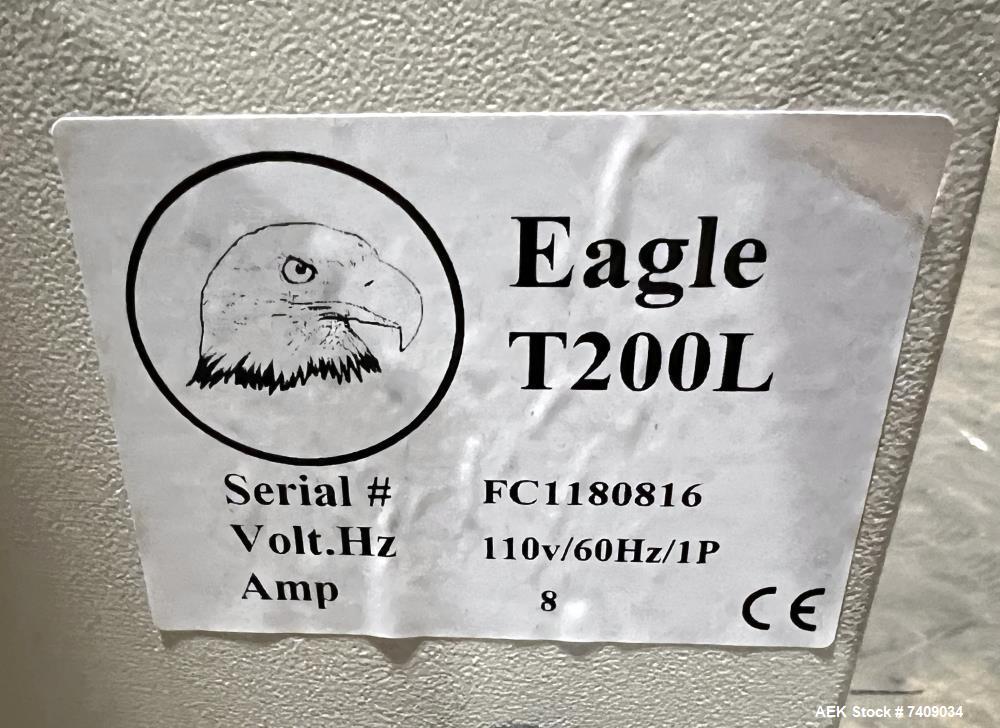 Eagle
T200L
Serial # FC1180816
Volt.Hz 110v/60Hz/1P
Amp 8
CE
AEK Stock # 7409034